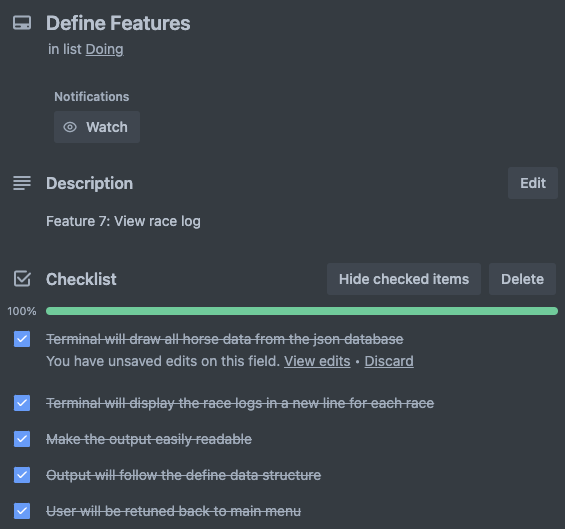 Define Features
in list Doing
Notifications
Watch
Description
Edit
Feature 7: View race log
Checklist
Hide checked items
Delete
100%
Terminal will draw all horse data from the json database
You have unsaved edits on this field. View edits • Discard
Terminal will display the race logs in a new line for each race
Make the output easily readable
Output will follow the define data structure
User will be retuned back to main menu